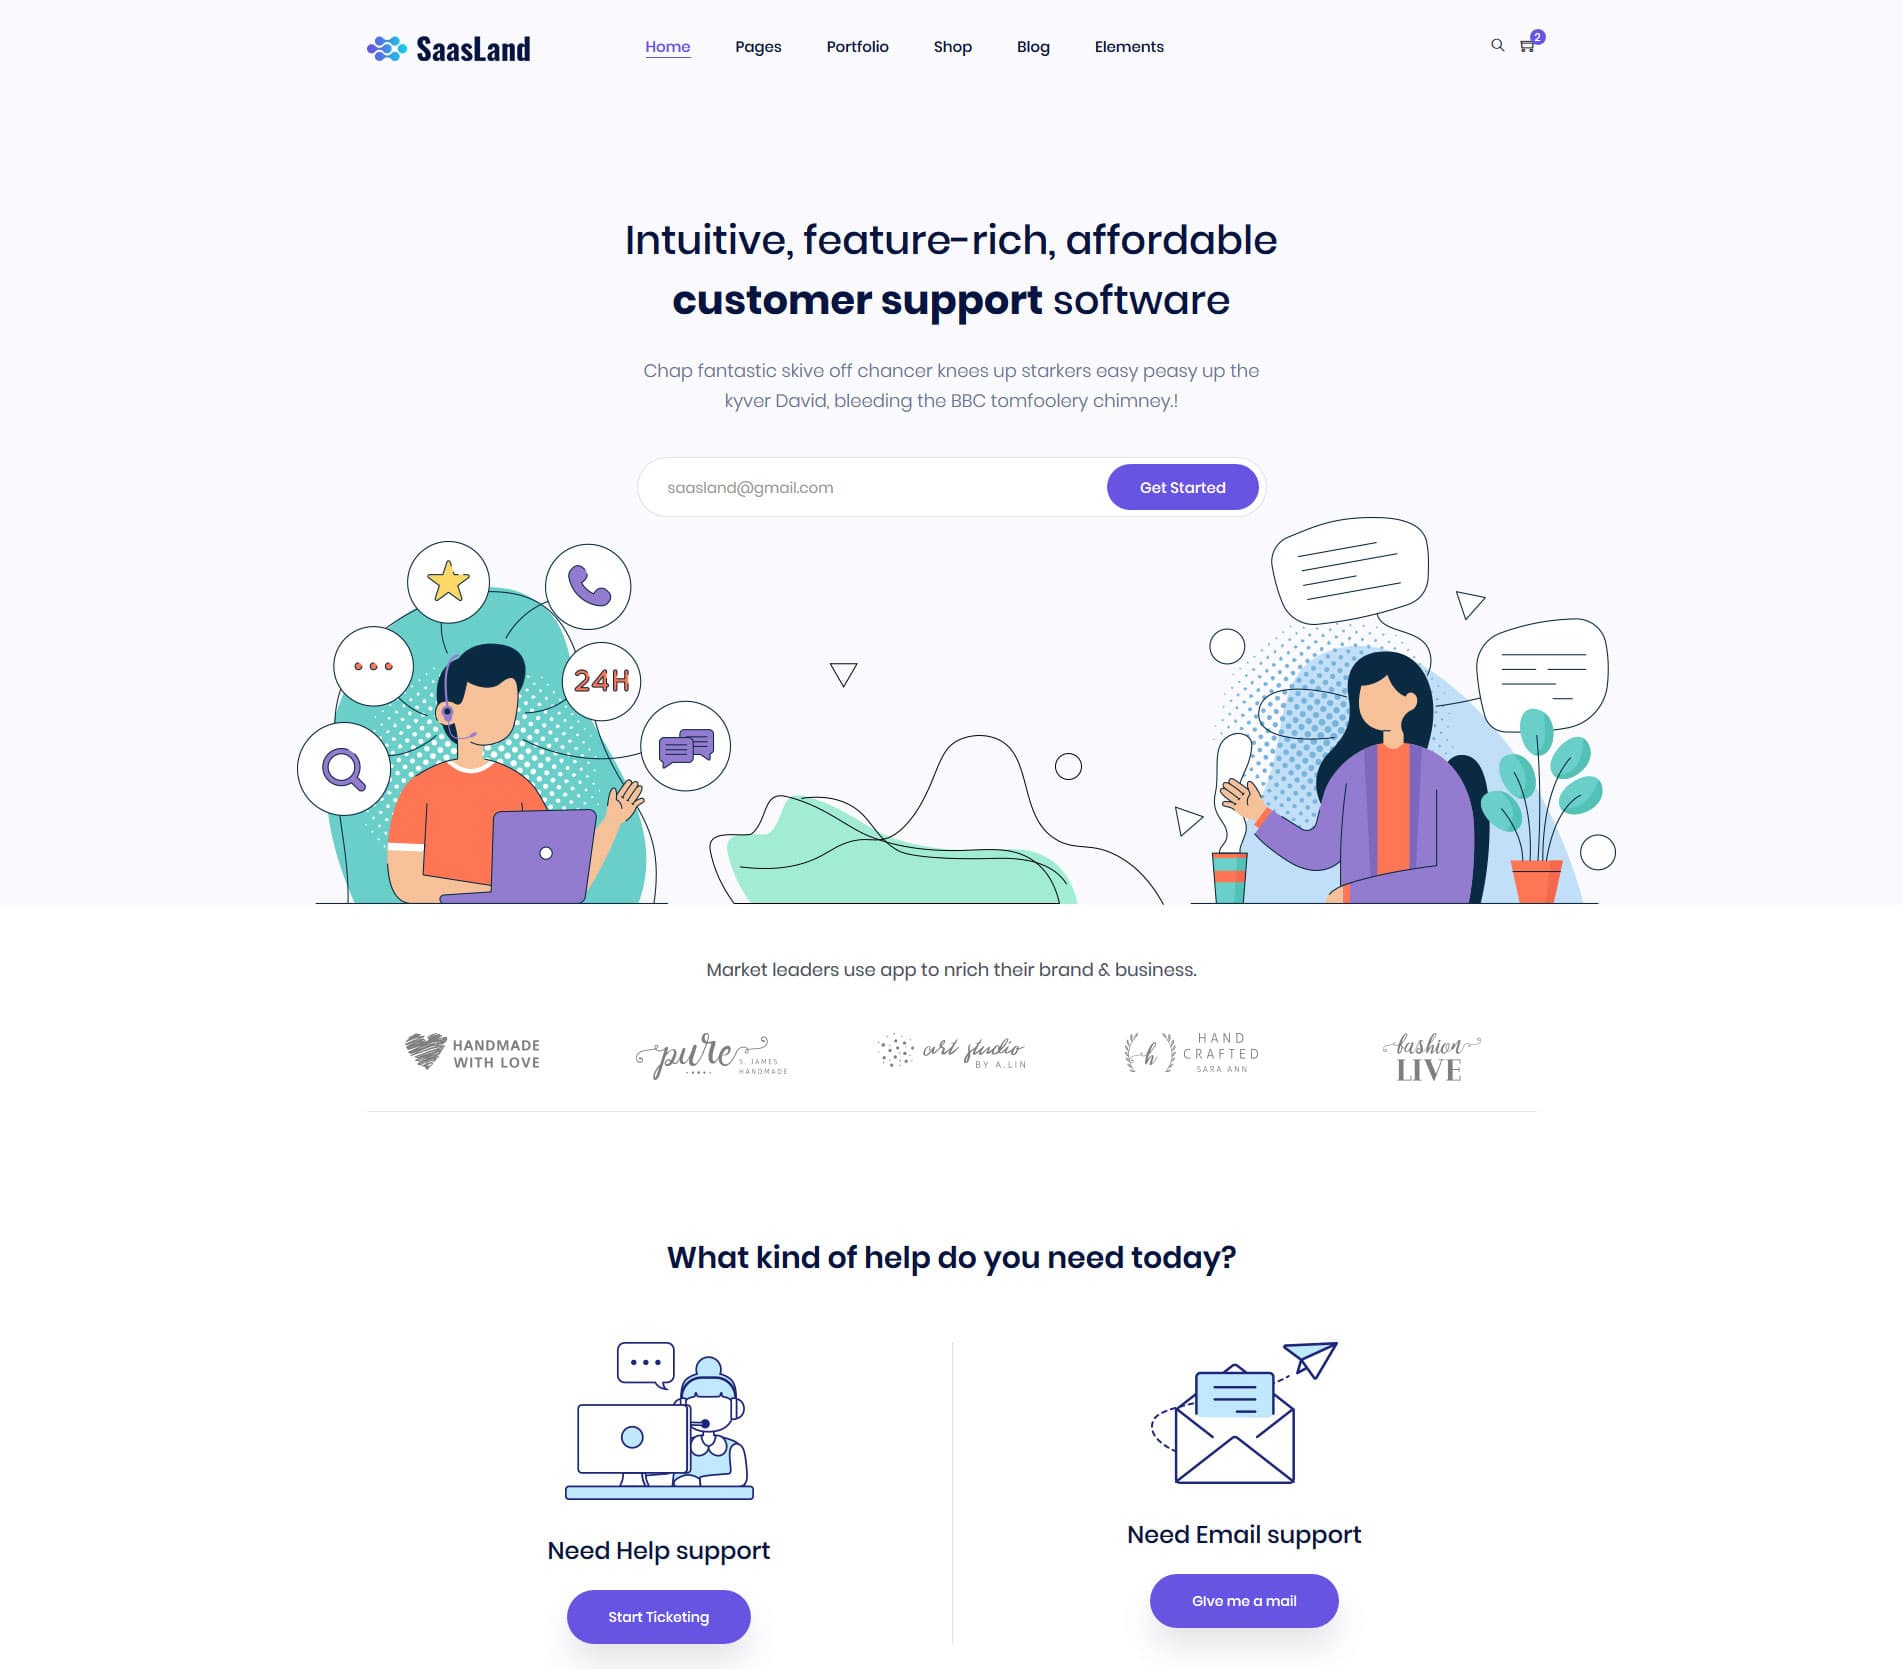 SaasLand
Home Pages Portfolio Shop Blog Elements
2
Intuitive, feature-rich, affordable
customer support software
Chap fantastic skive off chancer knees up starkers easy peasy up the
kyver David, bleeding the BBC tomfoolery chimney.!
saasland@gmail.com Get Started
24H
Market leaders use app to nrich their brand & business.
HANDMADE
WITH LOVE
pure
S. JAMES
HANDMADE
art studio
BY A.LIN
h
HAND
CRAFTED
SARA ANN
fashion
LIVE
What kind of help do you need today?
Need Help support
Start Ticketing
Need Email support
GIve me a mail